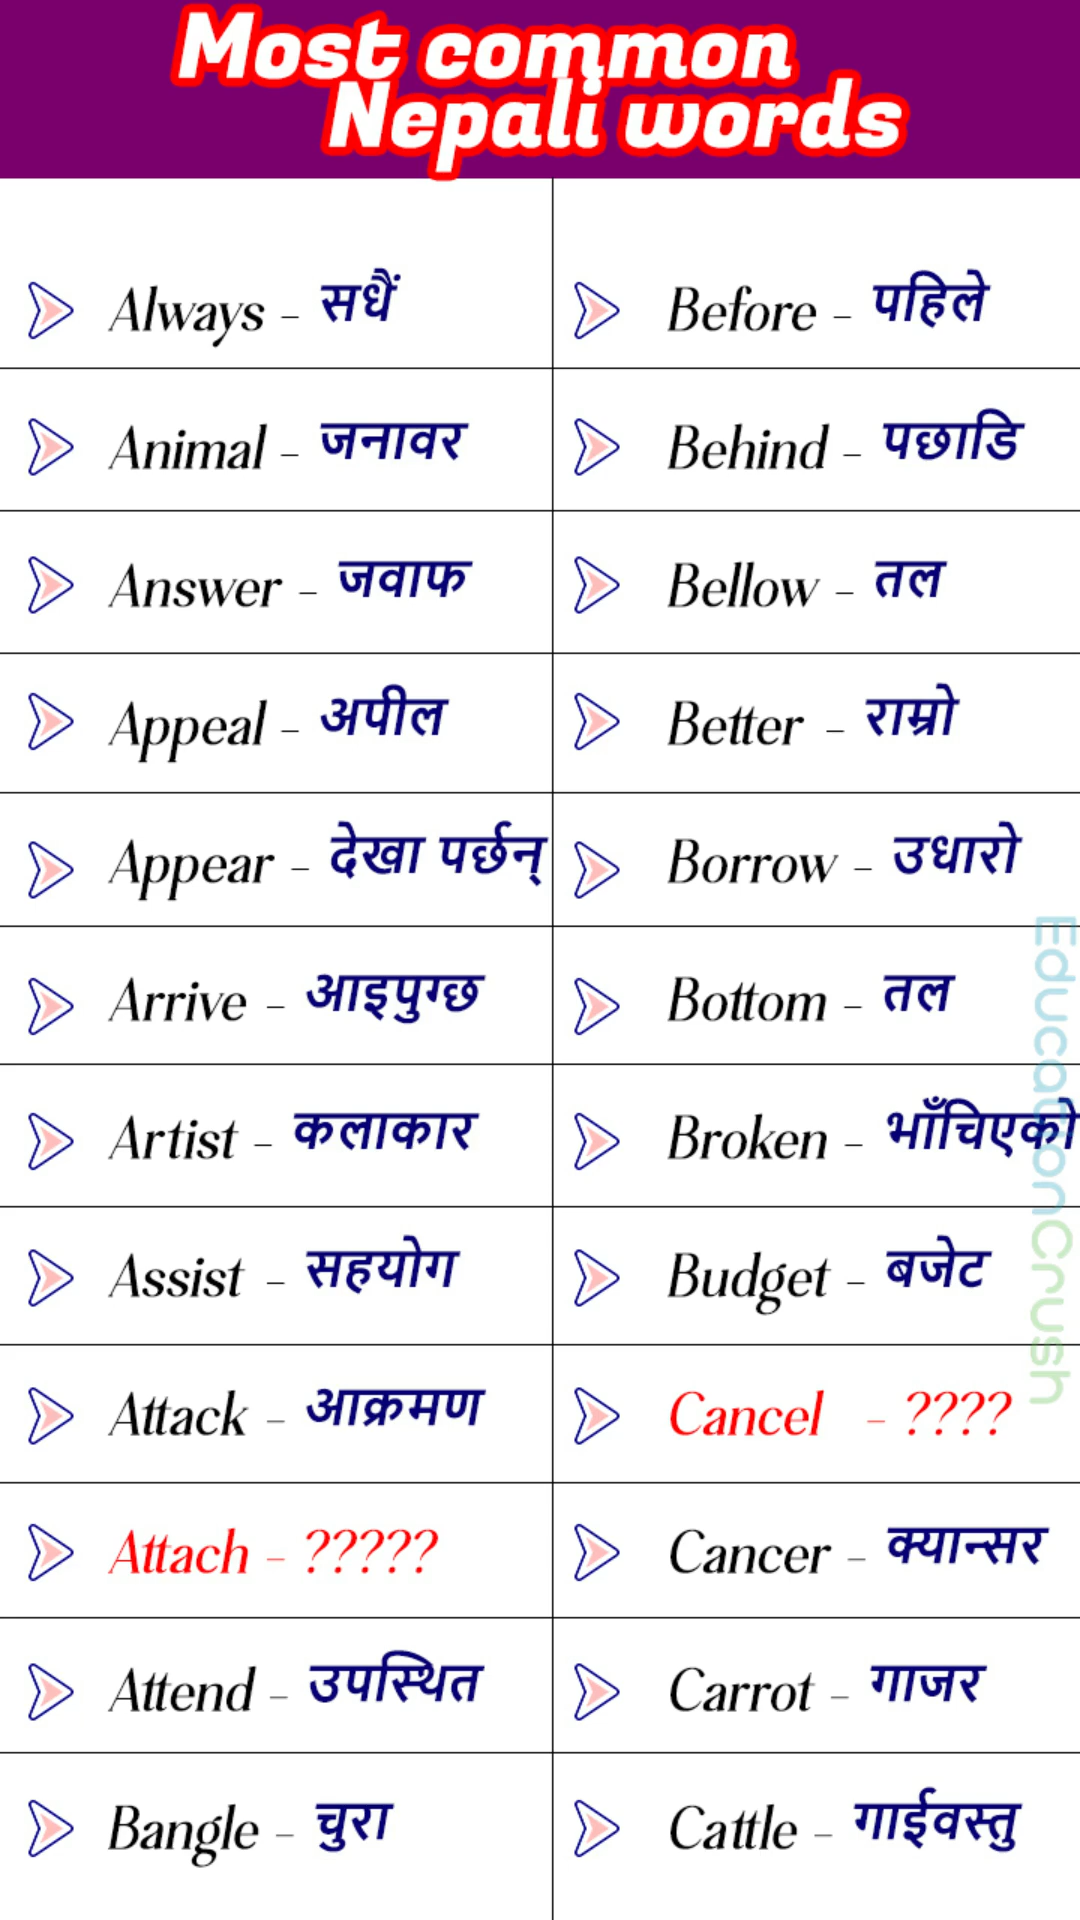 Most common
Nepali words
Always - सधैं
Animal - जनावर
Answer - जवाफ
Appeal - अपील
Appear - देखा पर्छन्
Arrive - आइपुग्छ
Artist - कलाकार
Assist - सहयोग
Attack - आक्रमण
Attach - ?????
Attend - उपस्थित
Bangle - चुरा
Before - पहिले
Behind - पछाडि
Bellow - तल
Better - राम्रो
Borrow - उधारो
Bottom - तल
Broken - भाँचिएको
Budget - बजेट
Cancel - ????
Cancer - क्यान्सर
Carrot - गाजर
Cattle - गाईवस्तु
EducationCrush